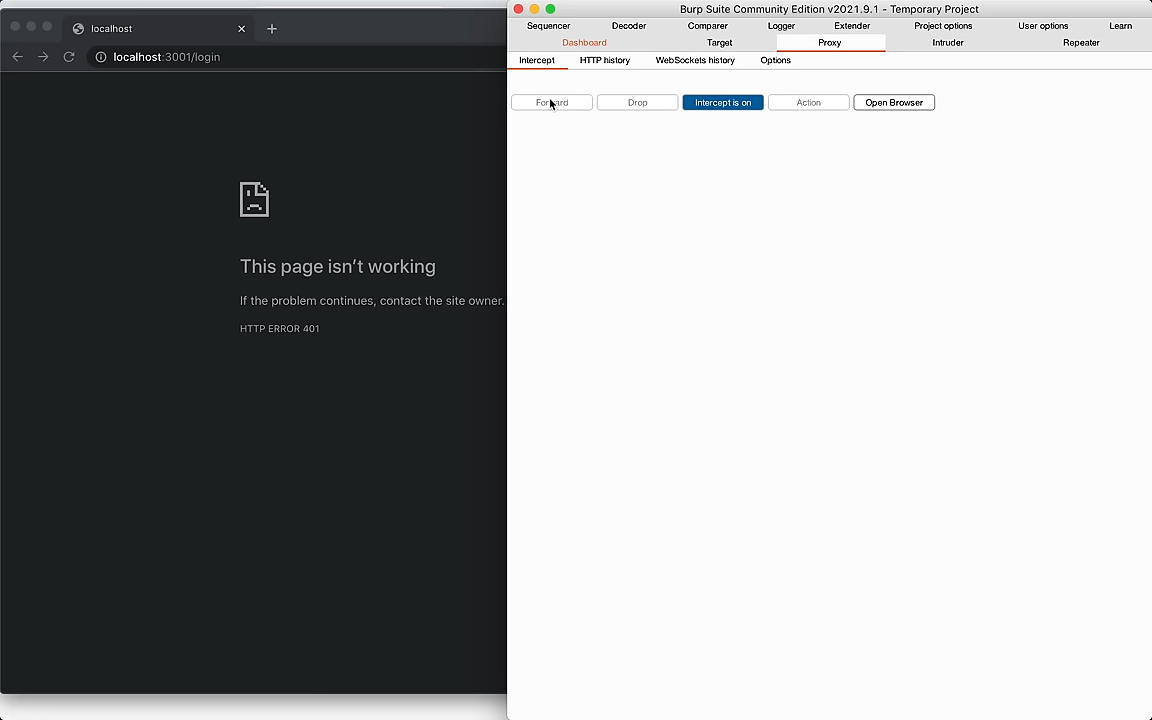 localhost
localhost:3001/login
This page isn't working
If the problem continues, contact the site owner.
HTTP ERROR 401
Burp Suite Community Edition v2021.9.1 - Temporary Project
Sequencer Decoder Comparer Logger Extender Project options User options Learn
Dashboard Target Proxy Intruder Repeater
Intercept HTTP history WebSockets history Options
Forward Drop Intercept is on Action Open Browser